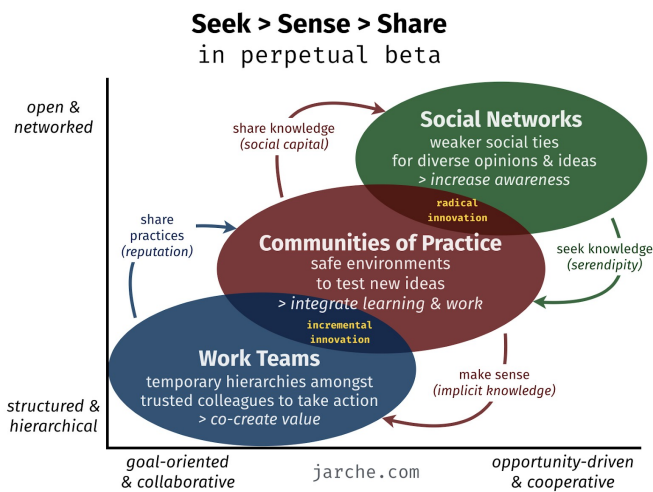 Seek > Sense > Share
in perpetual beta
open &
networked
Social Networks
weaker social ties
for diverse opinions & ideas
> increase awareness
share knowledge
(social capital)
radical
innovation
share
practices
(reputation)
Communities of Practice
safe environments
to test new ideas
> integrate learning & work
seek knowledge
(serendipity)
incremental
innovation
Work Teams
temporary hierarchies amongst
trusted colleagues to take action
> co-create value
make sense
(implicit knowledge)
structured &
hierarchical
goal-oriented
& collaborative
jarche.com
opportunity-driven
& cooperative